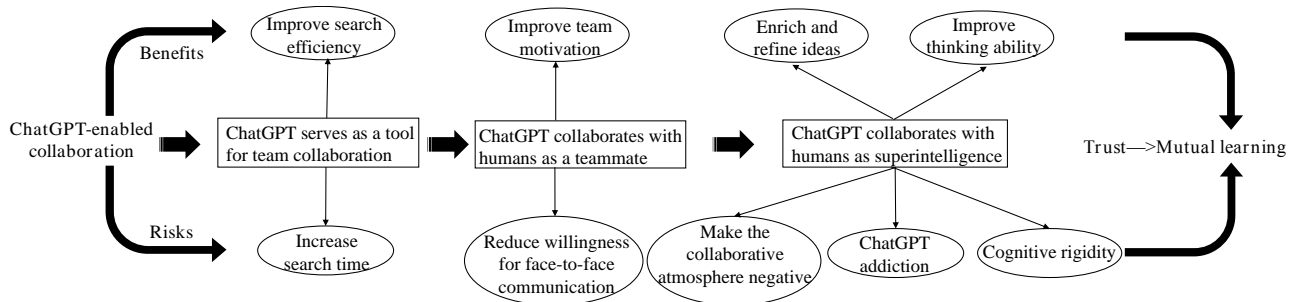 Improve search
efficiency
Improve team
motivation
Enrich and
refine ideas
Improve
thinking ability
Benefits
ChatGPT-enabled
collaboration
ChatGPT serves as a tool
for team collaboration
ChatGPT collaborates with
humans as a teammate
ChatGPT collaborates with
humans as superintelligence
Trust—>Mutual learning
Risks
Increase
search time
Reduce willingness
for face-to-face
communication
Make the
collaborative
atmosphere negative
ChatGPT
addiction
Cognitive rigidity